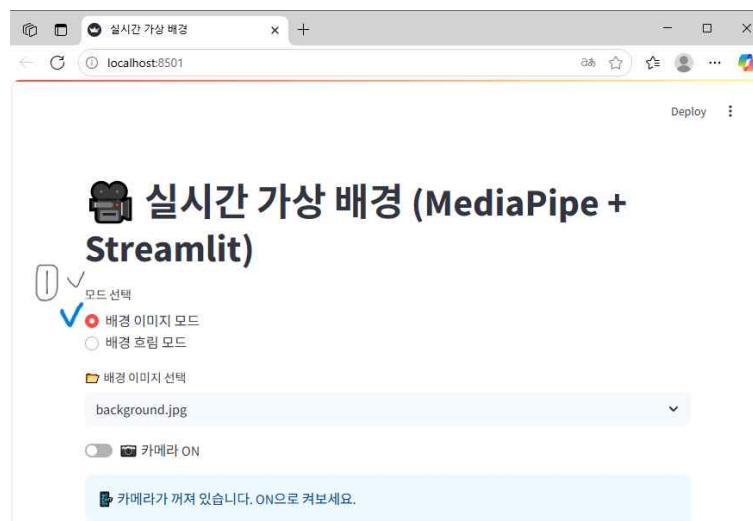 실시간 가상 배경
localhost:8501
Deploy
실시간 가상 배경 (MediaPipe +
Streamlit)
1
모드 선택
배경 이미지 모드
배경 흐림 모드
배경 이미지 선택
background.jpg
카메라 ON
카메라가 꺼져 있습니다. ON으로 켜보세요.